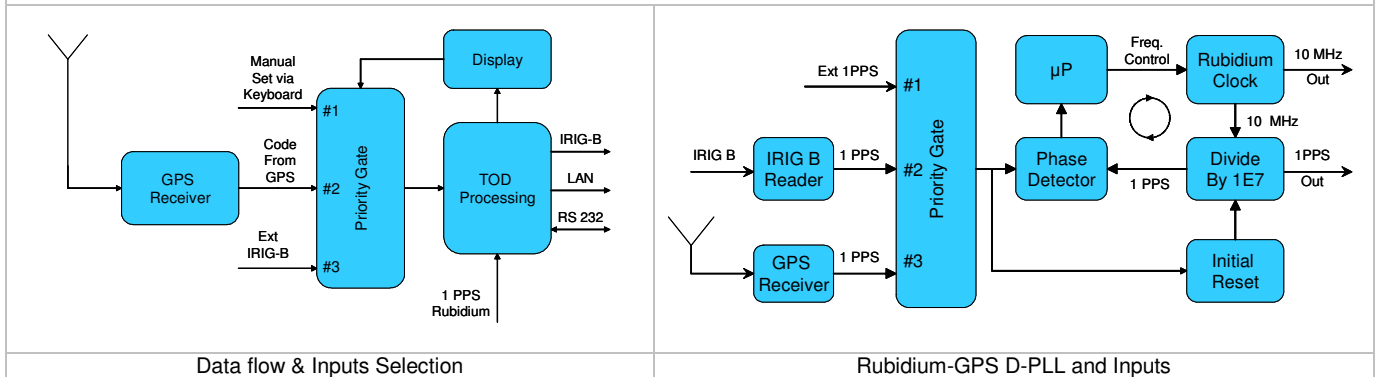 Manual
Set via
Keyboard
#1
Display
Code
From
GPS
GPS
Receiver
#2
Priority Gate
TOD
Processing
IRIG-B
LAN
RS 232
Ext
IRIG-B
#3
1 PPS
Rubidium
Data flow & Inputs Selection
Ext 1PPS
#1
IRIG B
IRIG B
Reader
1 PPS
#2
Priority Gate
GPS
Receiver
1 PPS
#3
µP
Freq.
Control
Rubidium
Clock
10 MHz
Out
10 MHz
Phase
Detector
1 PPS
Divide
By 1E7
1PPS
Out
Initial
Reset
Rubidium-GPS D-PLL and Inputs